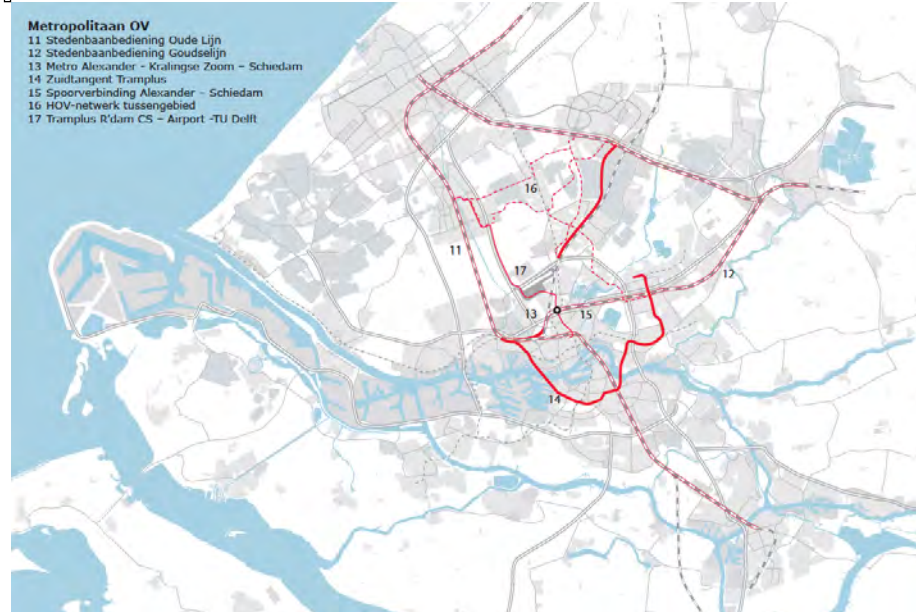 Metropolitaan OV
11 Stedenbaanbediening Oude Lijn
12 Stedenbaanbediening Goudselijn
13 Metro Alexander - Kralingse Zoom – Schiedam
14 Zuidtangent Tramplus
15 Spoorverbinding Alexander – Schiedam
16 HOV-netwerk tussengebied
17 Tramplus R'dam CS – Airport -TU Delft
16
11
17
12
13
15
14